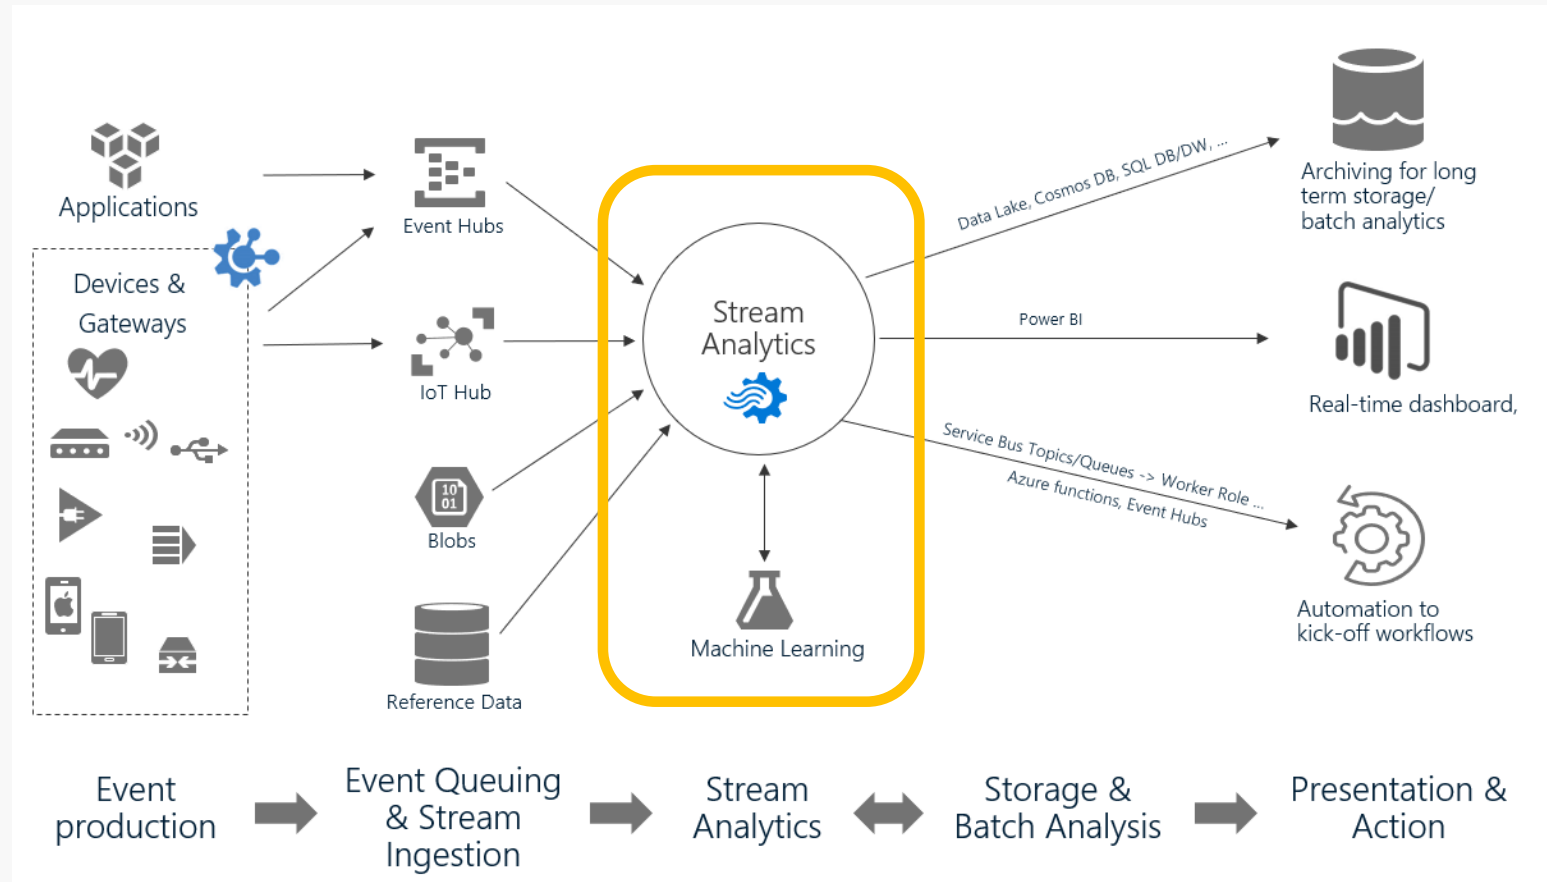 Applications
Devices &
Gateways
Event Hubs
IoT Hub
10
01
Blobs
Reference Data
Stream
Analytics
Machine Learning
Data Lake, Cosmos DB, SQL DB/DW, ...
Power BI
Service Bus Topics/Queues -> Worker Role ...
Azure functions, Event Hubs
Archiving for long
term storage/
batch analytics
Real-time dashboard,
Automation to
kick-off workflows
Event
production
Event Queuing
& Stream
Ingestion
Stream
Analytics
Storage &
Batch Analysis
Presentation &
Action